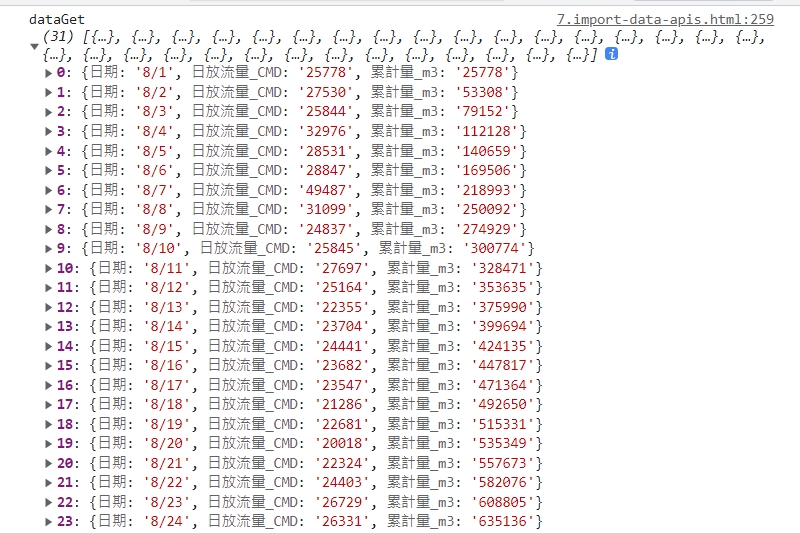 dataGet 7.import-data-apis.html:259
(31) [{…}, {…}, {…}, {…}, {…}, {…}, {…}, {…}, {…}, {…}, {…}, {…}, {…}, {…}, {…}, {…}, {…},
{…}, {…}, {…}, {…}, {…}, {…}, {…}, {…}, {…}, {…}, {…}, {…}, {…}, {…}] i
0: {日期: '8/1', 日放流量_CMD: '25778', 累計量_m3: '25778'}
1: {日期: '8/2', 日放流量_CMD: '27530', 累計量_m3: '53308'}
2: {日期: '8/3', 日放流量_CMD: '25844', 累計量_m3: '79152'}
3: {日期: '8/4', 日放流量_CMD: '32976', 累計量_m3: '112128'}
4: {日期: '8/5', 日放流量_CMD: '28531', 累計量_m3: '140659'}
5: {日期: '8/6', 日放流量_CMD: '28847', 累計量_m3: '169506'}
6: {日期: '8/7', 日放流量_CMD: '49487', 累計量_m3: '218993'}
7: {日期: '8/8', 日放流量_CMD: '31099', 累計量_m3: '250092'}
8: {日期: '8/9', 日放流量_CMD: '24837', 累計量_m3: '274929'}
9: {日期: '8/10', 日放流量_CMD: '25845', 累計量_m3: '300774'}
10: {日期: '8/11', 日放流量_CMD: '27697', 累計量_m3: '328471'}
11: {日期: '8/12', 日放流量_CMD: '25164', 累計量_m3: '353635'}
12: {日期: '8/13', 日放流量_CMD: '22355', 累計量_m3: '375990'}
13: {日期: '8/14', 日放流量_CMD: '23704', 累計量_m3: '399694'}
14: {日期: '8/15', 日放流量_CMD: '24441', 累計量_m3: '424135'}
15: {日期: '8/16', 日放流量_CMD: '23682', 累計量_m3: '447817'}
16: {日期: '8/17', 日放流量_CMD: '23547', 累計量_m3: '471364'}
17: {日期: '8/18', 日放流量_CMD: '21286', 累計量_m3: '492650'}
18: {日期: '8/19', 日放流量_CMD: '22681', 累計量_m3: '515331'}
19: {日期: '8/20', 日放流量_CMD: '20018', 累計量_m3: '535349'}
20: {日期: '8/21', 日放流量_CMD: '22324', 累計量_m3: '557673'}
21: {日期: '8/22', 日放流量_CMD: '24403', 累計量_m3: '582076'}
22: {日期: '8/23', 日放流量_CMD: '26729', 累計量_m3: '608805'}
23: {日期: '8/24', 日放流量_CMD: '26331', 累計量_m3: '635136'}